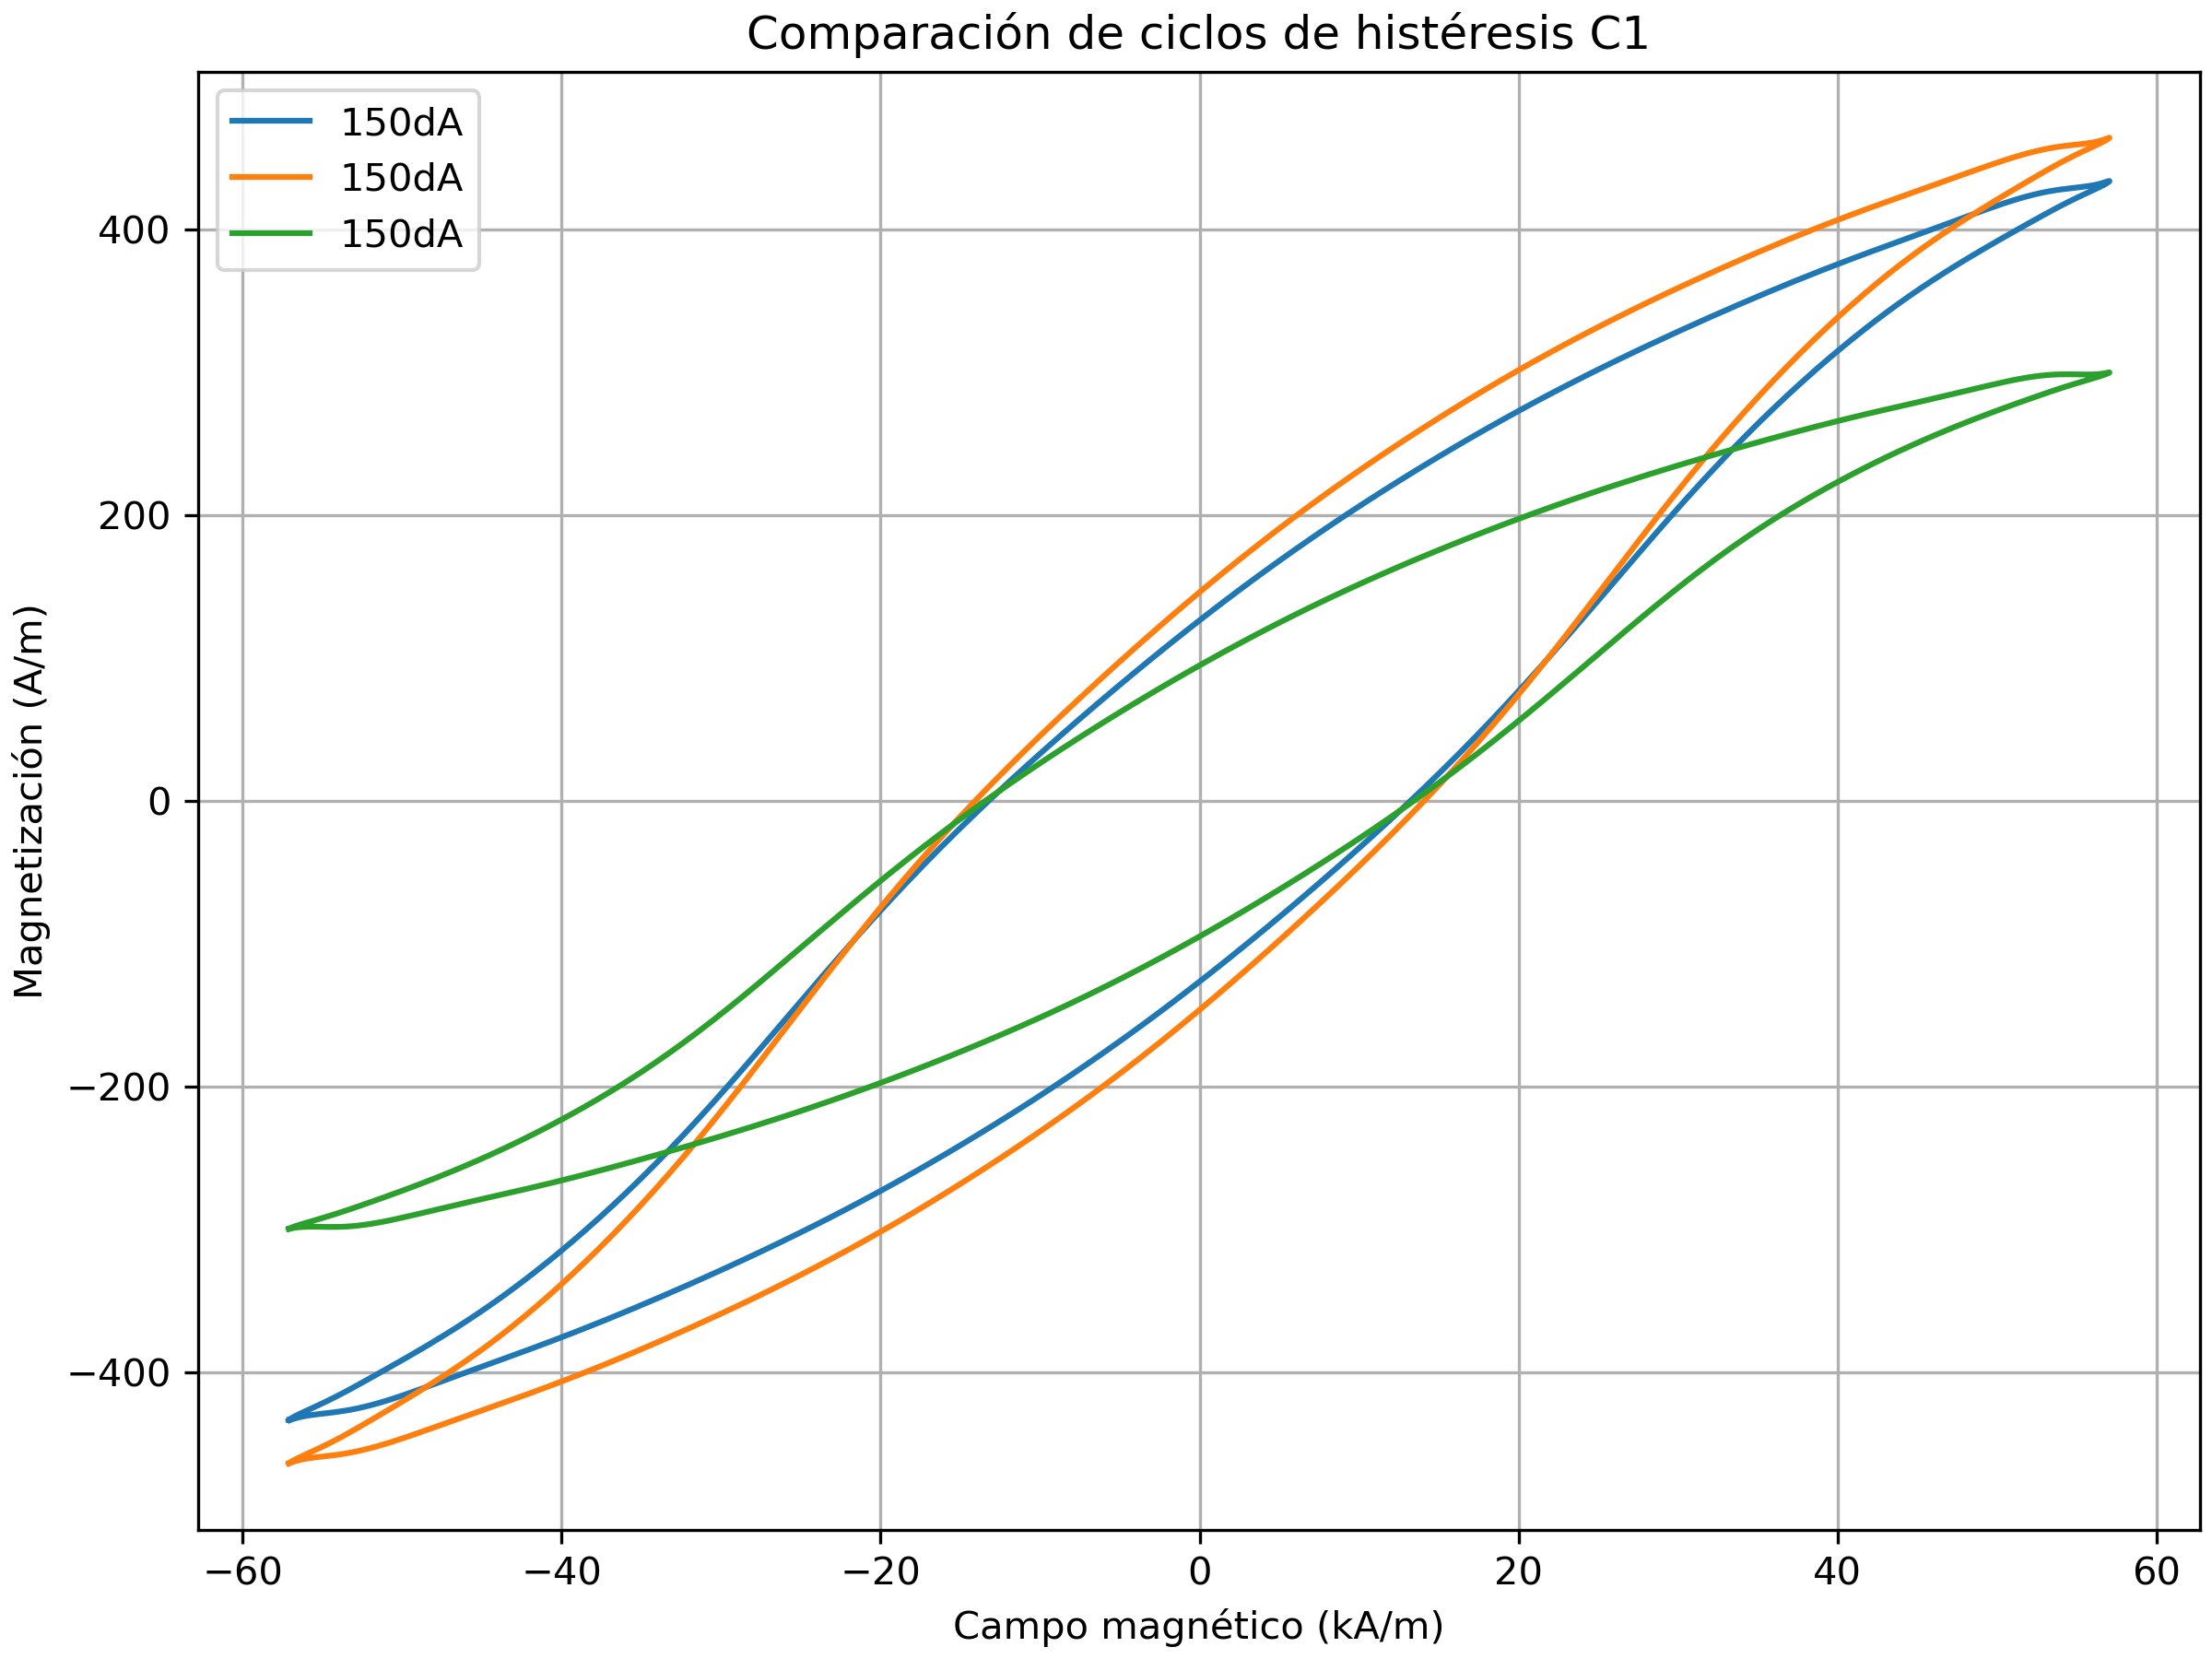 Comparación de ciclos de histéresis C1
150dA
150dA
150dA
400
200
0
−200
−400
Magnetización (A/m)
−60 −40 −20 0 20 40 60
Campo magnético (kA/m)